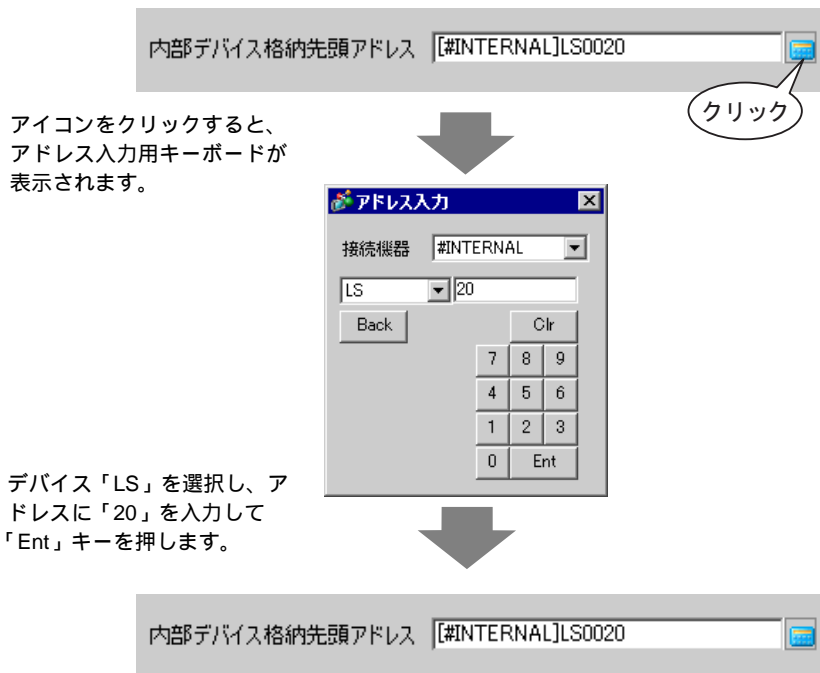 内部デバイス格納先頭アドレス [#INTERNAL]LS0020
クリック
アイコンをクリックすると、
アドレス入力用キーボードが
表示されます。
アドレス入力
接続機器 #INTERNAL
LS 20
Back Clr
7 8 9
4 5 6
1 2 3
0 Ent
デバイス「LS」を選択し、ア
ドレスに「20」を入力して
「Ent」キーを押します。
内部デバイス格納先頭アドレス [#INTERNAL]LS0020